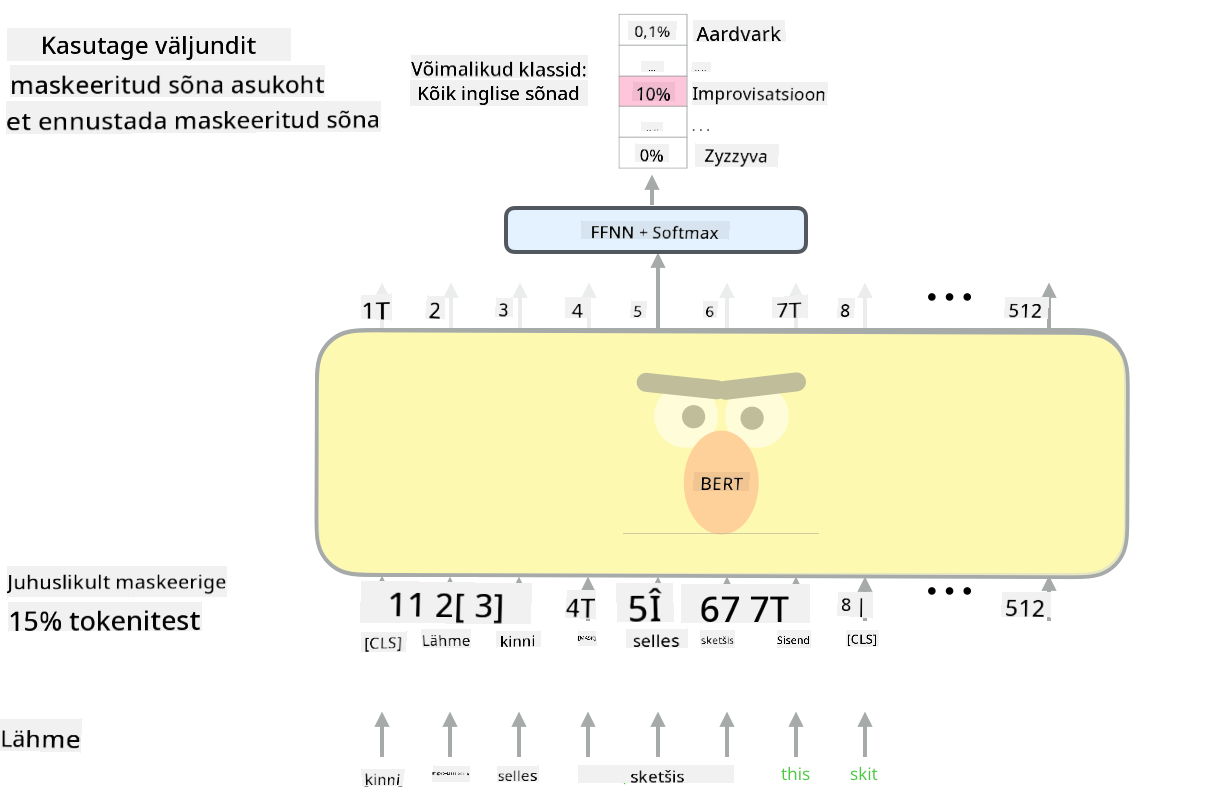 Kasutage väljundit
maskeeritud sõna asukoht
et ennustada maskeeritud sõna
Võimalikud klassid:
Kõik inglise sõnad
0,1% Aardvark
10% Improvisatsioon
0% Zyzzyva
FFNN + Softmax
1T 2 3 4 5 6 7T 8 ••• 512
BERT
Juhuslikult maskeerige
15% tokenitest
11 2[ 3] 4T 5Î 67 7T 8 | ••• 512
[CLS] Lähme kinni [MASK] selles sketšis Sisend [CLS]
Lähme
kinni selles sketšis this skit